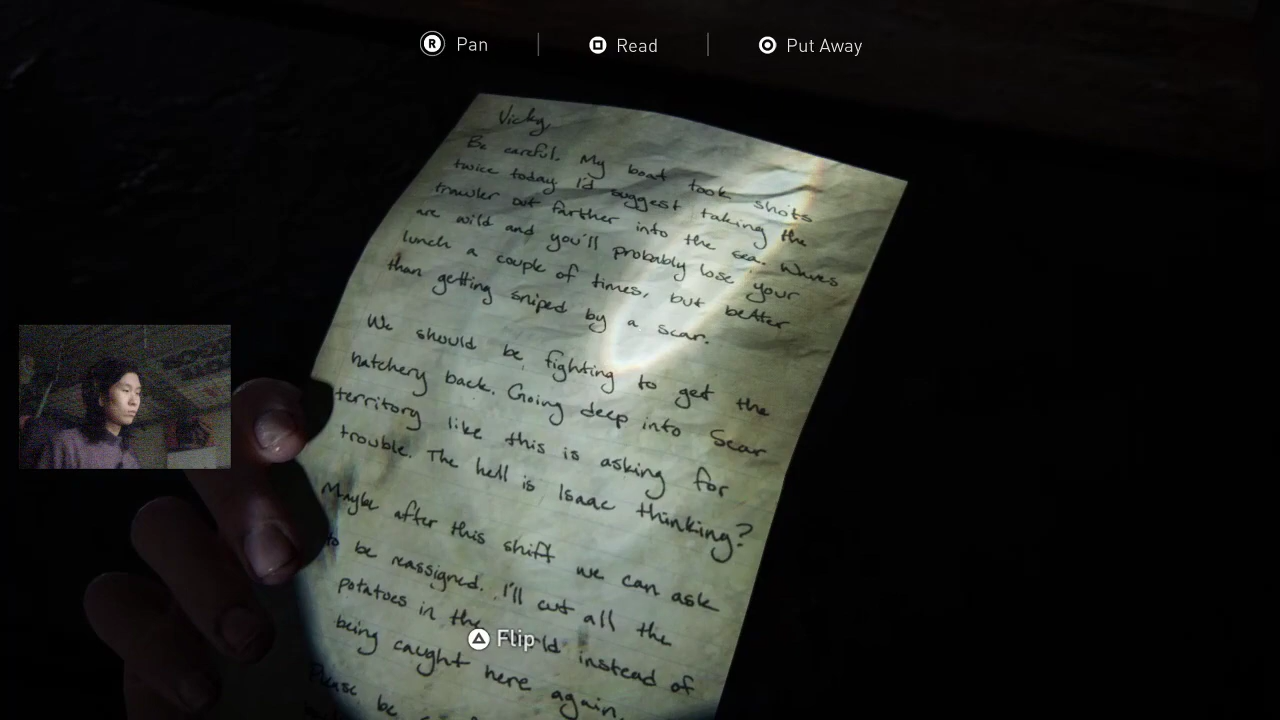 R Pan | Read | Put Away
Vicky,
Be careful. My boat took shots
twice today. I'd suggest taking the
trawler out farther into the sea. Waves
are wild and you'll probably lose your
lunch a couple of times, but better
than getting sniped by a scar.
We should be fighting to get the
hatchery back. Going deep into Scar
territory like this is asking for
trouble. The hell is Isaac thinking?
Maybe after this shift we can ask
to be reassigned. I'll cut all the
potatoes in the world instead of
being caught here again.
Flip
Please be